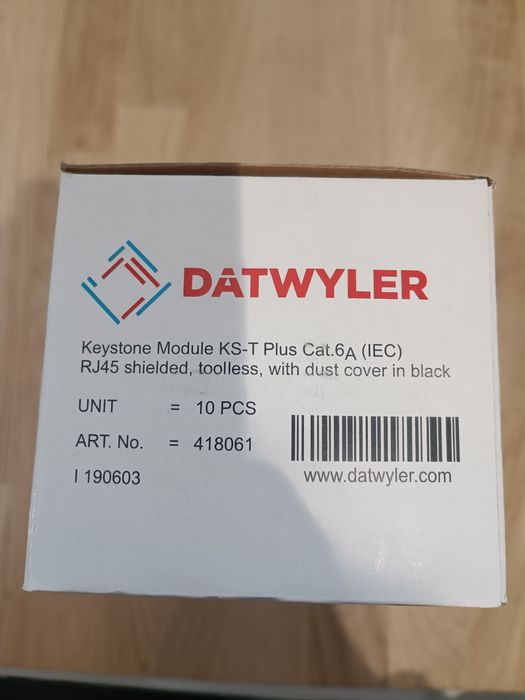 DATWYLER
Keystone Module KS-T Plus Cat.6A (IEC)
RJ45 shielded, toolless, with dust cover in black
UNIT = 10 PCS
ART. No. = 418061
I 190603
www.datwyler.com